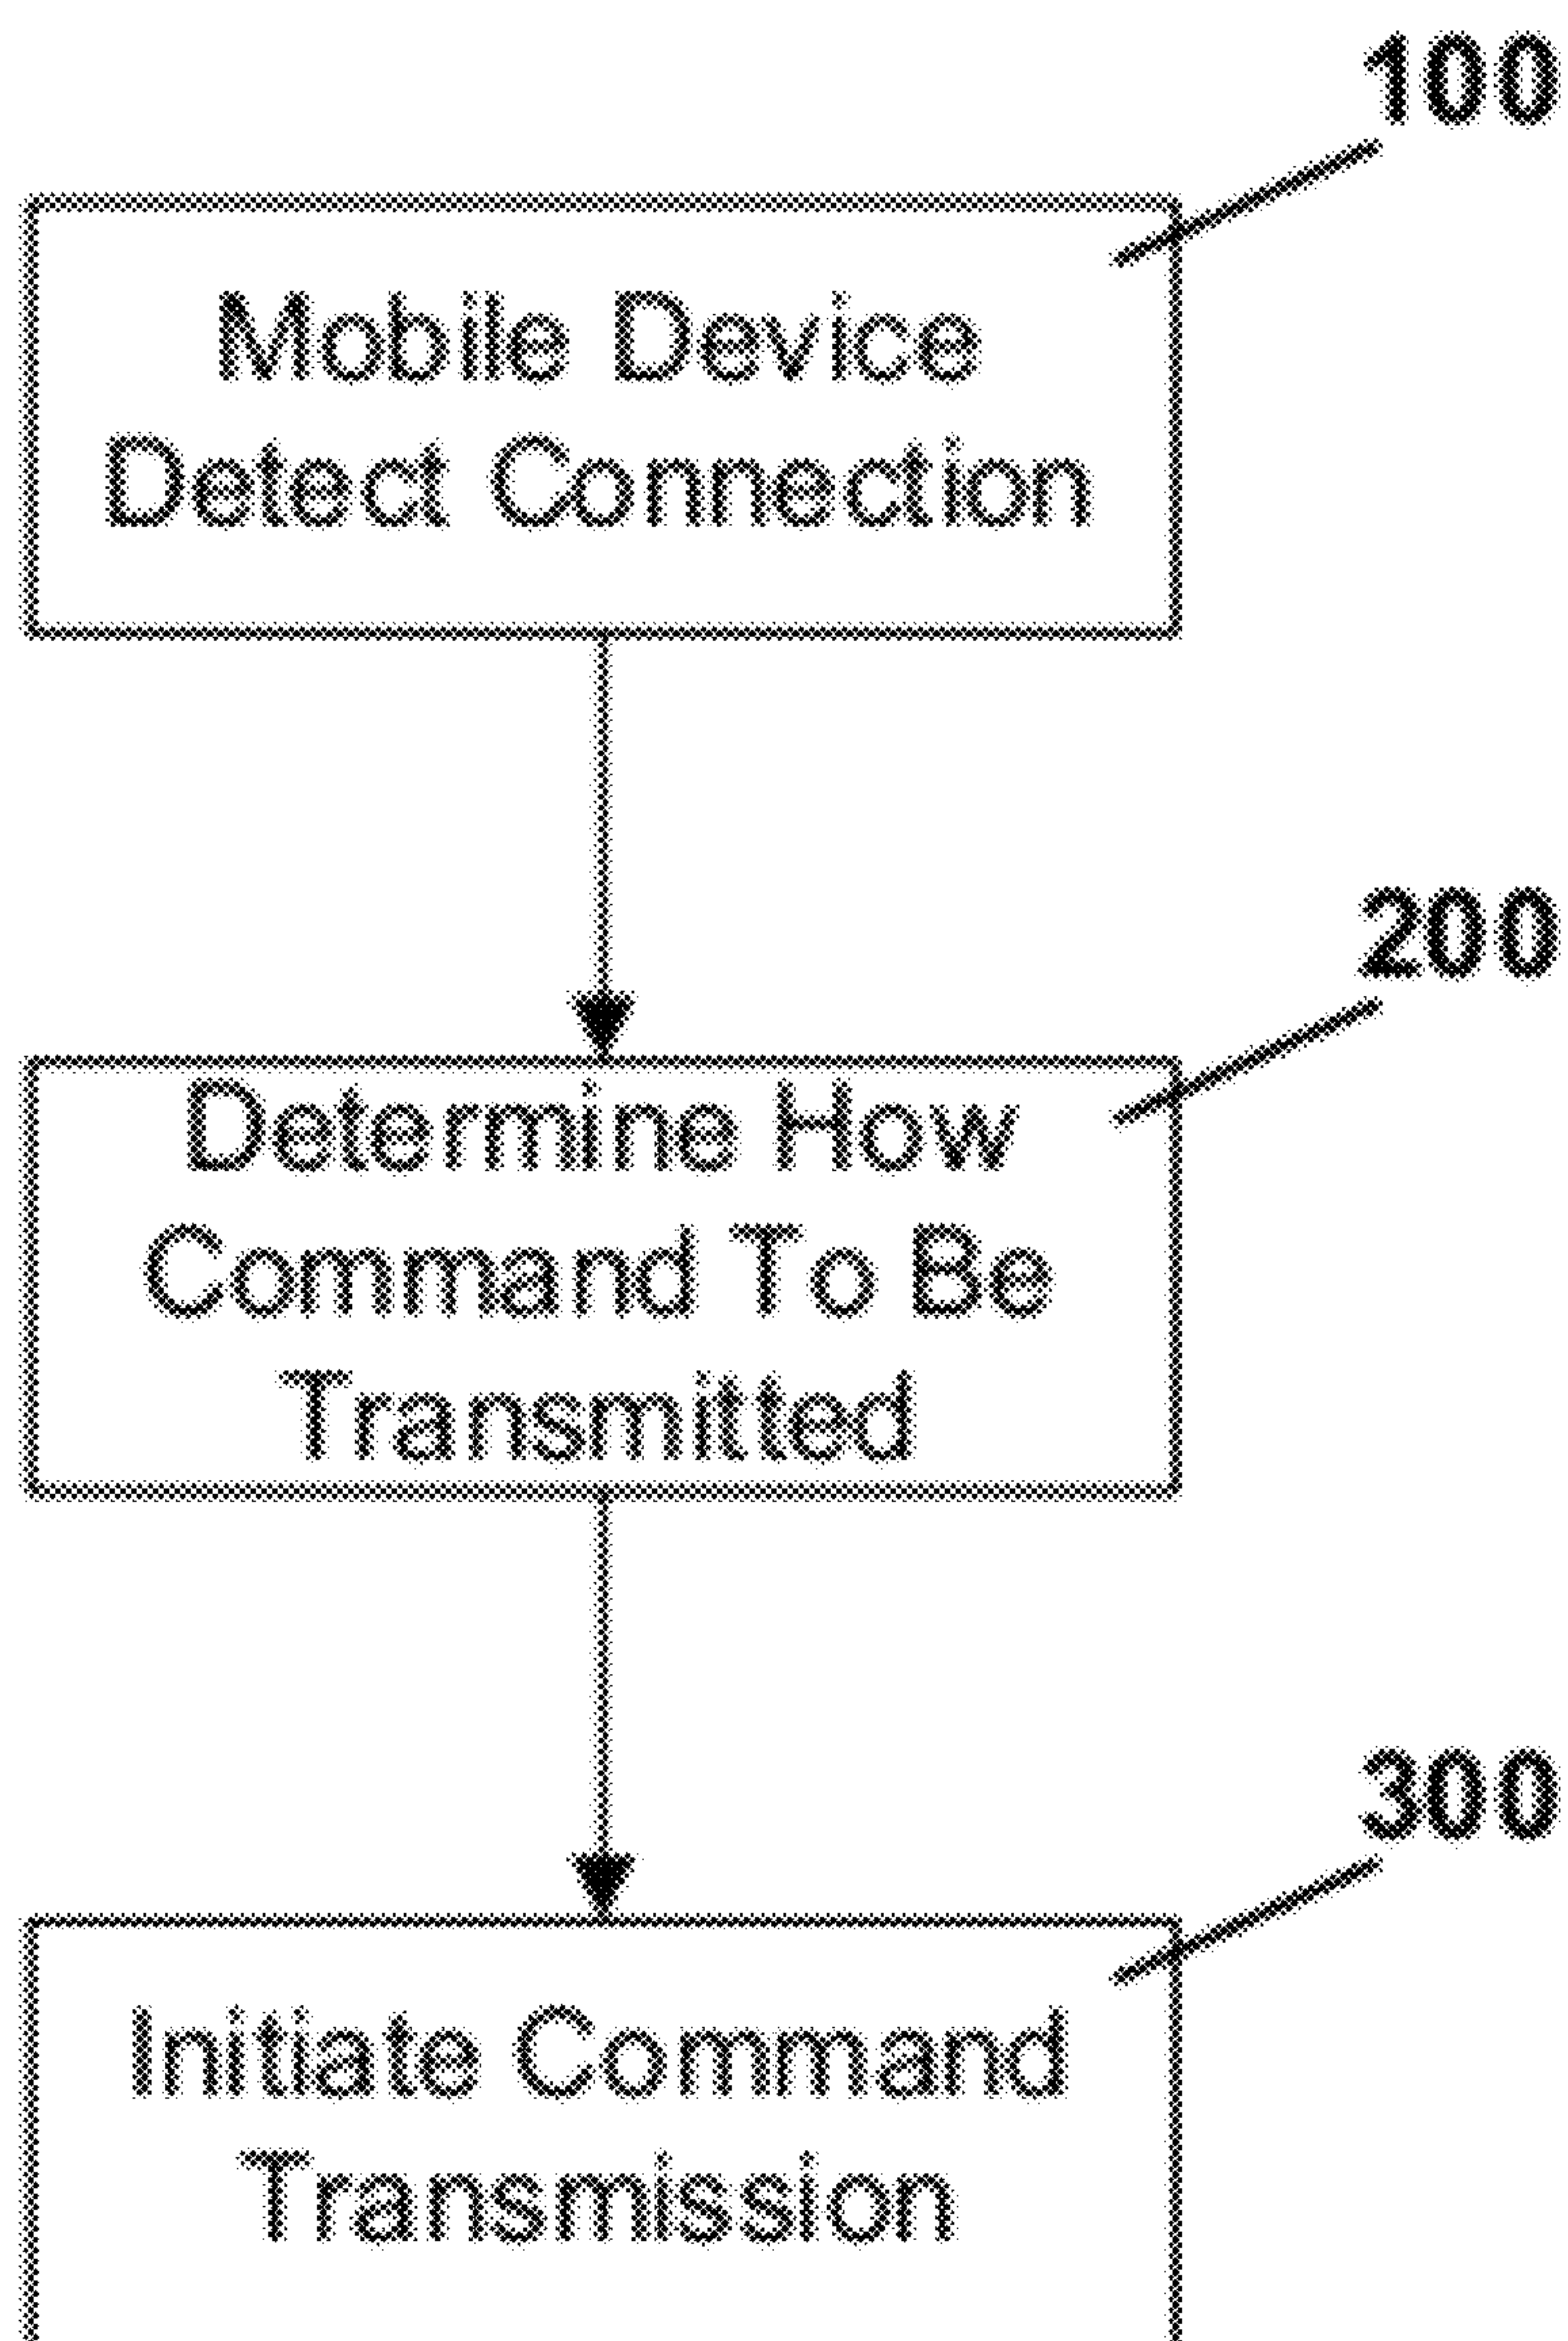 100
Mobile Device
Detect Connection
200
Determine How
Command To Be
Transmitted
300
Initiate Command
Transmission